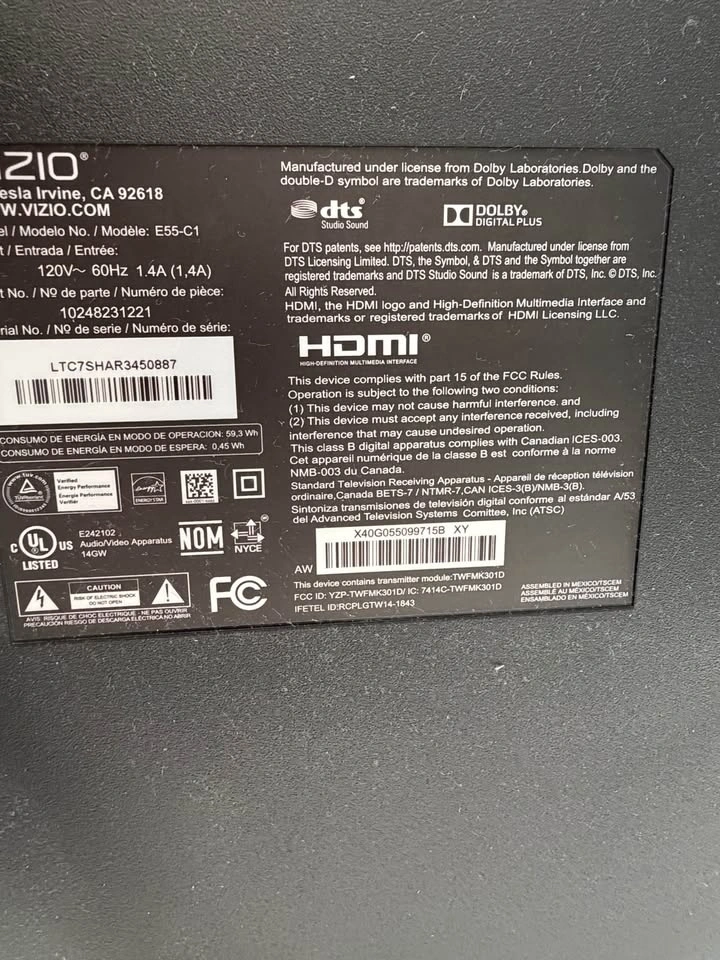 IZIO®
esla Irvine, CA 92618
W.VIZIO.COM
el / Modelo No. / Modèle: E55-C1
t / Entrada / Entrée:
120V~ 60Hz 1.4A (1,4A)
t No. / Nº de parte / Numéro de pièce:
10248231221
rial No. / Nº de serie / Numéro de série:
LTC7SHAR3450887
CONSUMO DE ENERGÍA EN MODO DE OPERACION: 59,3 Wh
CONSUMO DE ENERGÍA EN MODO DE ESPERA: 0,45 Wh
Verified
Energy Performance
Energie Performance
Vérifier
ENERGY STAR
C UL US
LISTED
E242102
Audio/Video Apparatus
14GW
NOM
NYCE
CAUTION
RISK OF ELECTRIC SHOCK
DO NOT OPEN
AVIS: RISQUE DE CHOC ELECTRIQUE - NE PAS OUVRIR
PRECAUCIÓN RIESGO DE DESCARGA ELÉCTRICA NO ABRIR
FC
Manufactured under license from Dolby Laboratories. Dolby and the
double-D symbol are trademarks of Dolby Laboratories.
dts®
Studio Sound
DOLBY®
DIGITAL PLUS
For DTS patents, see http://patents.dts.com. Manufactured under license from
DTS Licensing Limited. DTS, the Symbol, & DTS and the Symbol together are
registered trademarks and DTS Studio Sound is a trademark of DTS, Inc. © DTS, Inc.
All Rights Reserved.
HDMI, the HDMI logo and High-Definition Multimedia Interface and
trademarks or registered trademarks of HDMI Licensing LLC.
HDMI®
HIGH-DEFINITION MULTIMEDIA INTERFACE
This device complies with part 15 of the FCC Rules.
Operation is subject to the following two conditions:
(1) This device may not cause harmful interference. and
(2) This device must accept any interference received, including
interference that may cause undesired operation.
This class B digital apparatus complies with Canadian ICES-003.
Cet appareil numérique de la classe B est conforme à la norme
NMB-003 du Canada.
Standard Television Receiving Apparatus - Appareil de réception télévision
ordinaire,Canada BETS-7 / NTMR-7,CAN ICES-3(B)/NMB-3(B).
Sintoniza transmisiones de televisión digital conforme al estándar A/53
del Advanced Television Systems Comittee, Inc (ATSC)
X40G055099715B XY
AW
This device contains transmitter module:TWFMK301D
FCC ID: YZP-TWFMK301D/ IC: 7414C-TWFMK301D
IFETEL ID:RCPLGTW14-1843
ASSEMBLED IN MEXICO/TSCEM
ASSEMBLÉ AU MÉXICO/TSCEM
ENSAMBLADO EN MÉXICO/TSCEM